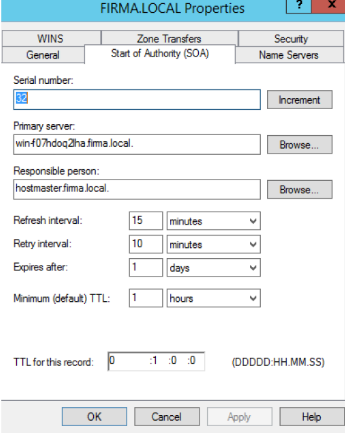 FIRMA.LOCAL Properties
? x
WINS Zone Transfers Security
General Start of Authority (SOA) Name Servers
Serial number:
32 Increment
Primary server:
win-f07hdoq2lha.firma.local. Browse...
Responsible person:
hostmaster.firma.local. Browse...
Refresh interval: 15 minutes
Retry interval: 10 minutes
Expires after: 1 days
Minimum (default) TTL: 1 hours
TTL for this record: 0 :1 :0 :0 (DDDDD:HH.MM.SS)
OK Cancel Apply Help